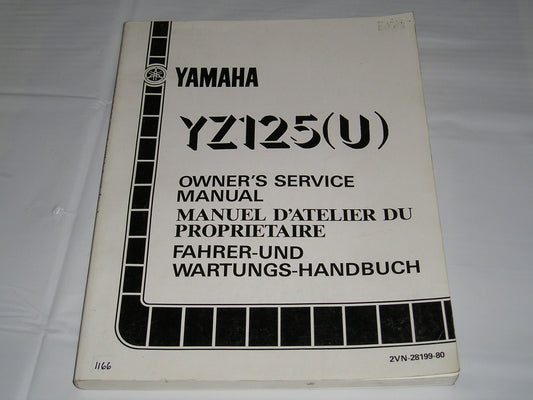 YAMAHA
YZ125(U)
OWNER'S SERVICE
MANUAL
MANUEL D'ATELIER DU
PROPRIETAIRE
FAHRER-UND
WARTUNGS-HANDBUCH
2VN-28199-80
1166